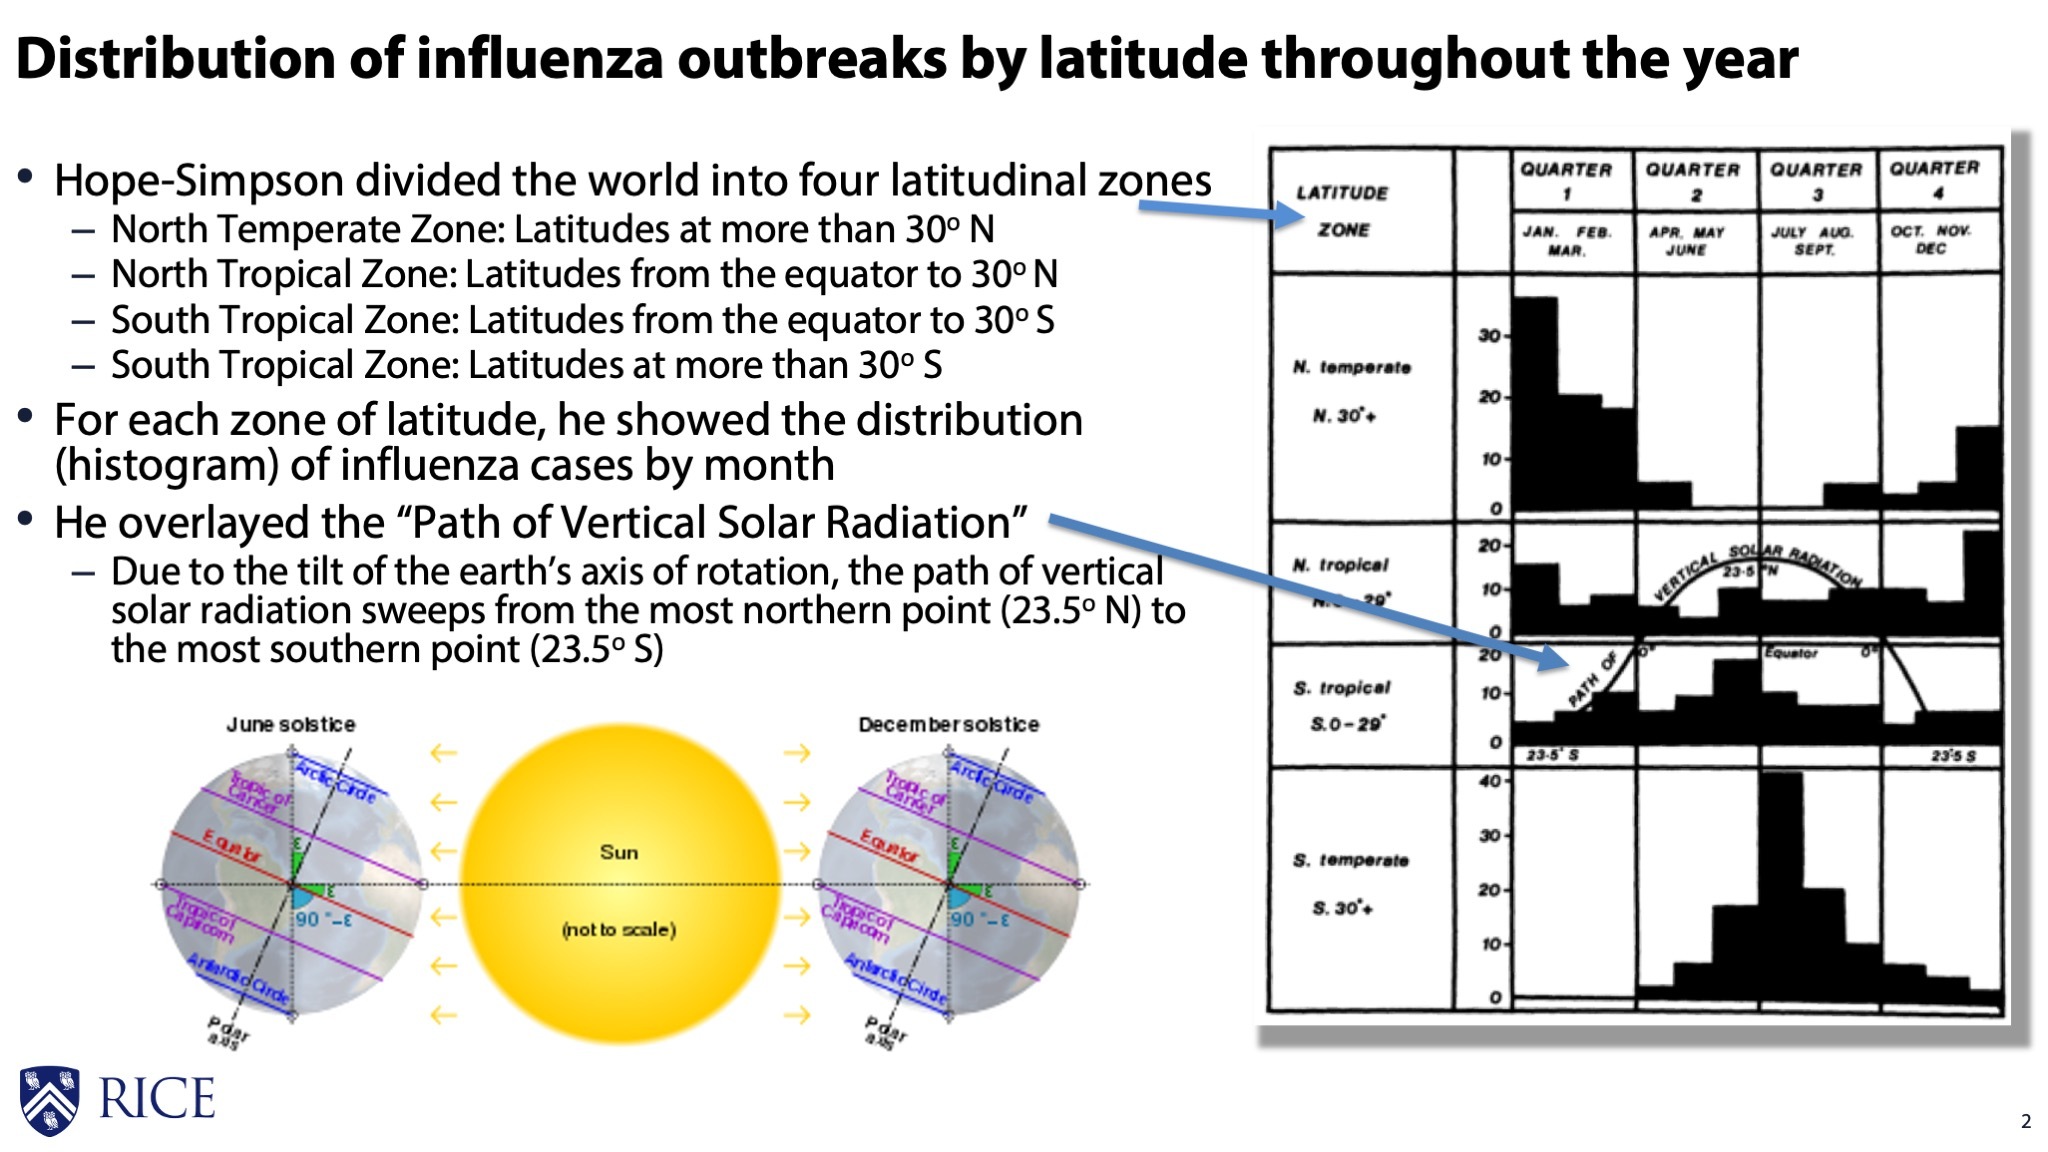 Distribution of influenza outbreaks by latitude throughout the year
• Hope-Simpson divided the world into four latitudinal zones
– North Temperate Zone: Latitudes at more than 30º N
– North Tropical Zone: Latitudes from the equator to 30º N
– South Tropical Zone: Latitudes from the equator to 30º S
– South Tropical Zone: Latitudes at more than 30º S
• For each zone of latitude, he showed the distribution
(histogram) of influenza cases by month
• He overlayed the “Path of Vertical Solar Radiation”
– Due to the tilt of the earth’s axis of rotation, the path of vertical
solar radiation sweeps from the most northern point (23.5º N) to
the most southern point (23.5º S)
June solstice
Arctic Circle
Tropic of
Cancer
Equator
ε
ε
90 °-ε
Tropic of
Capricorn
Antarctic Circle
Polar
axis
Sun
(not to scale)
December solstice
Arctic Circle
Tropic of
Cancer
Equator
ε
ε
90 °-ε
Tropic of
Capricorn
Antarctic Circle
Polar
axis
LATITUDE
ZONE
QUARTER
1
QUARTER
2
QUARTER
3
QUARTER
4
JAN. FEB.
MAR.
APR. MAY
JUNE
JULY AUG.
SEPT.
OCT. NOV.
DEC
N. temperate
N. 30°+
30
20
10
0
N. tropical
29°
20
10
0
VERTICAL SOLAR RADIATION
23·5 °N
S. tropical
S.0-29°
20
10
0
PATH OF
0°
Equator
0°
23·5° S
23·5 S
S. temperate
S. 30°+
40
30
20
10
0
RICE
2